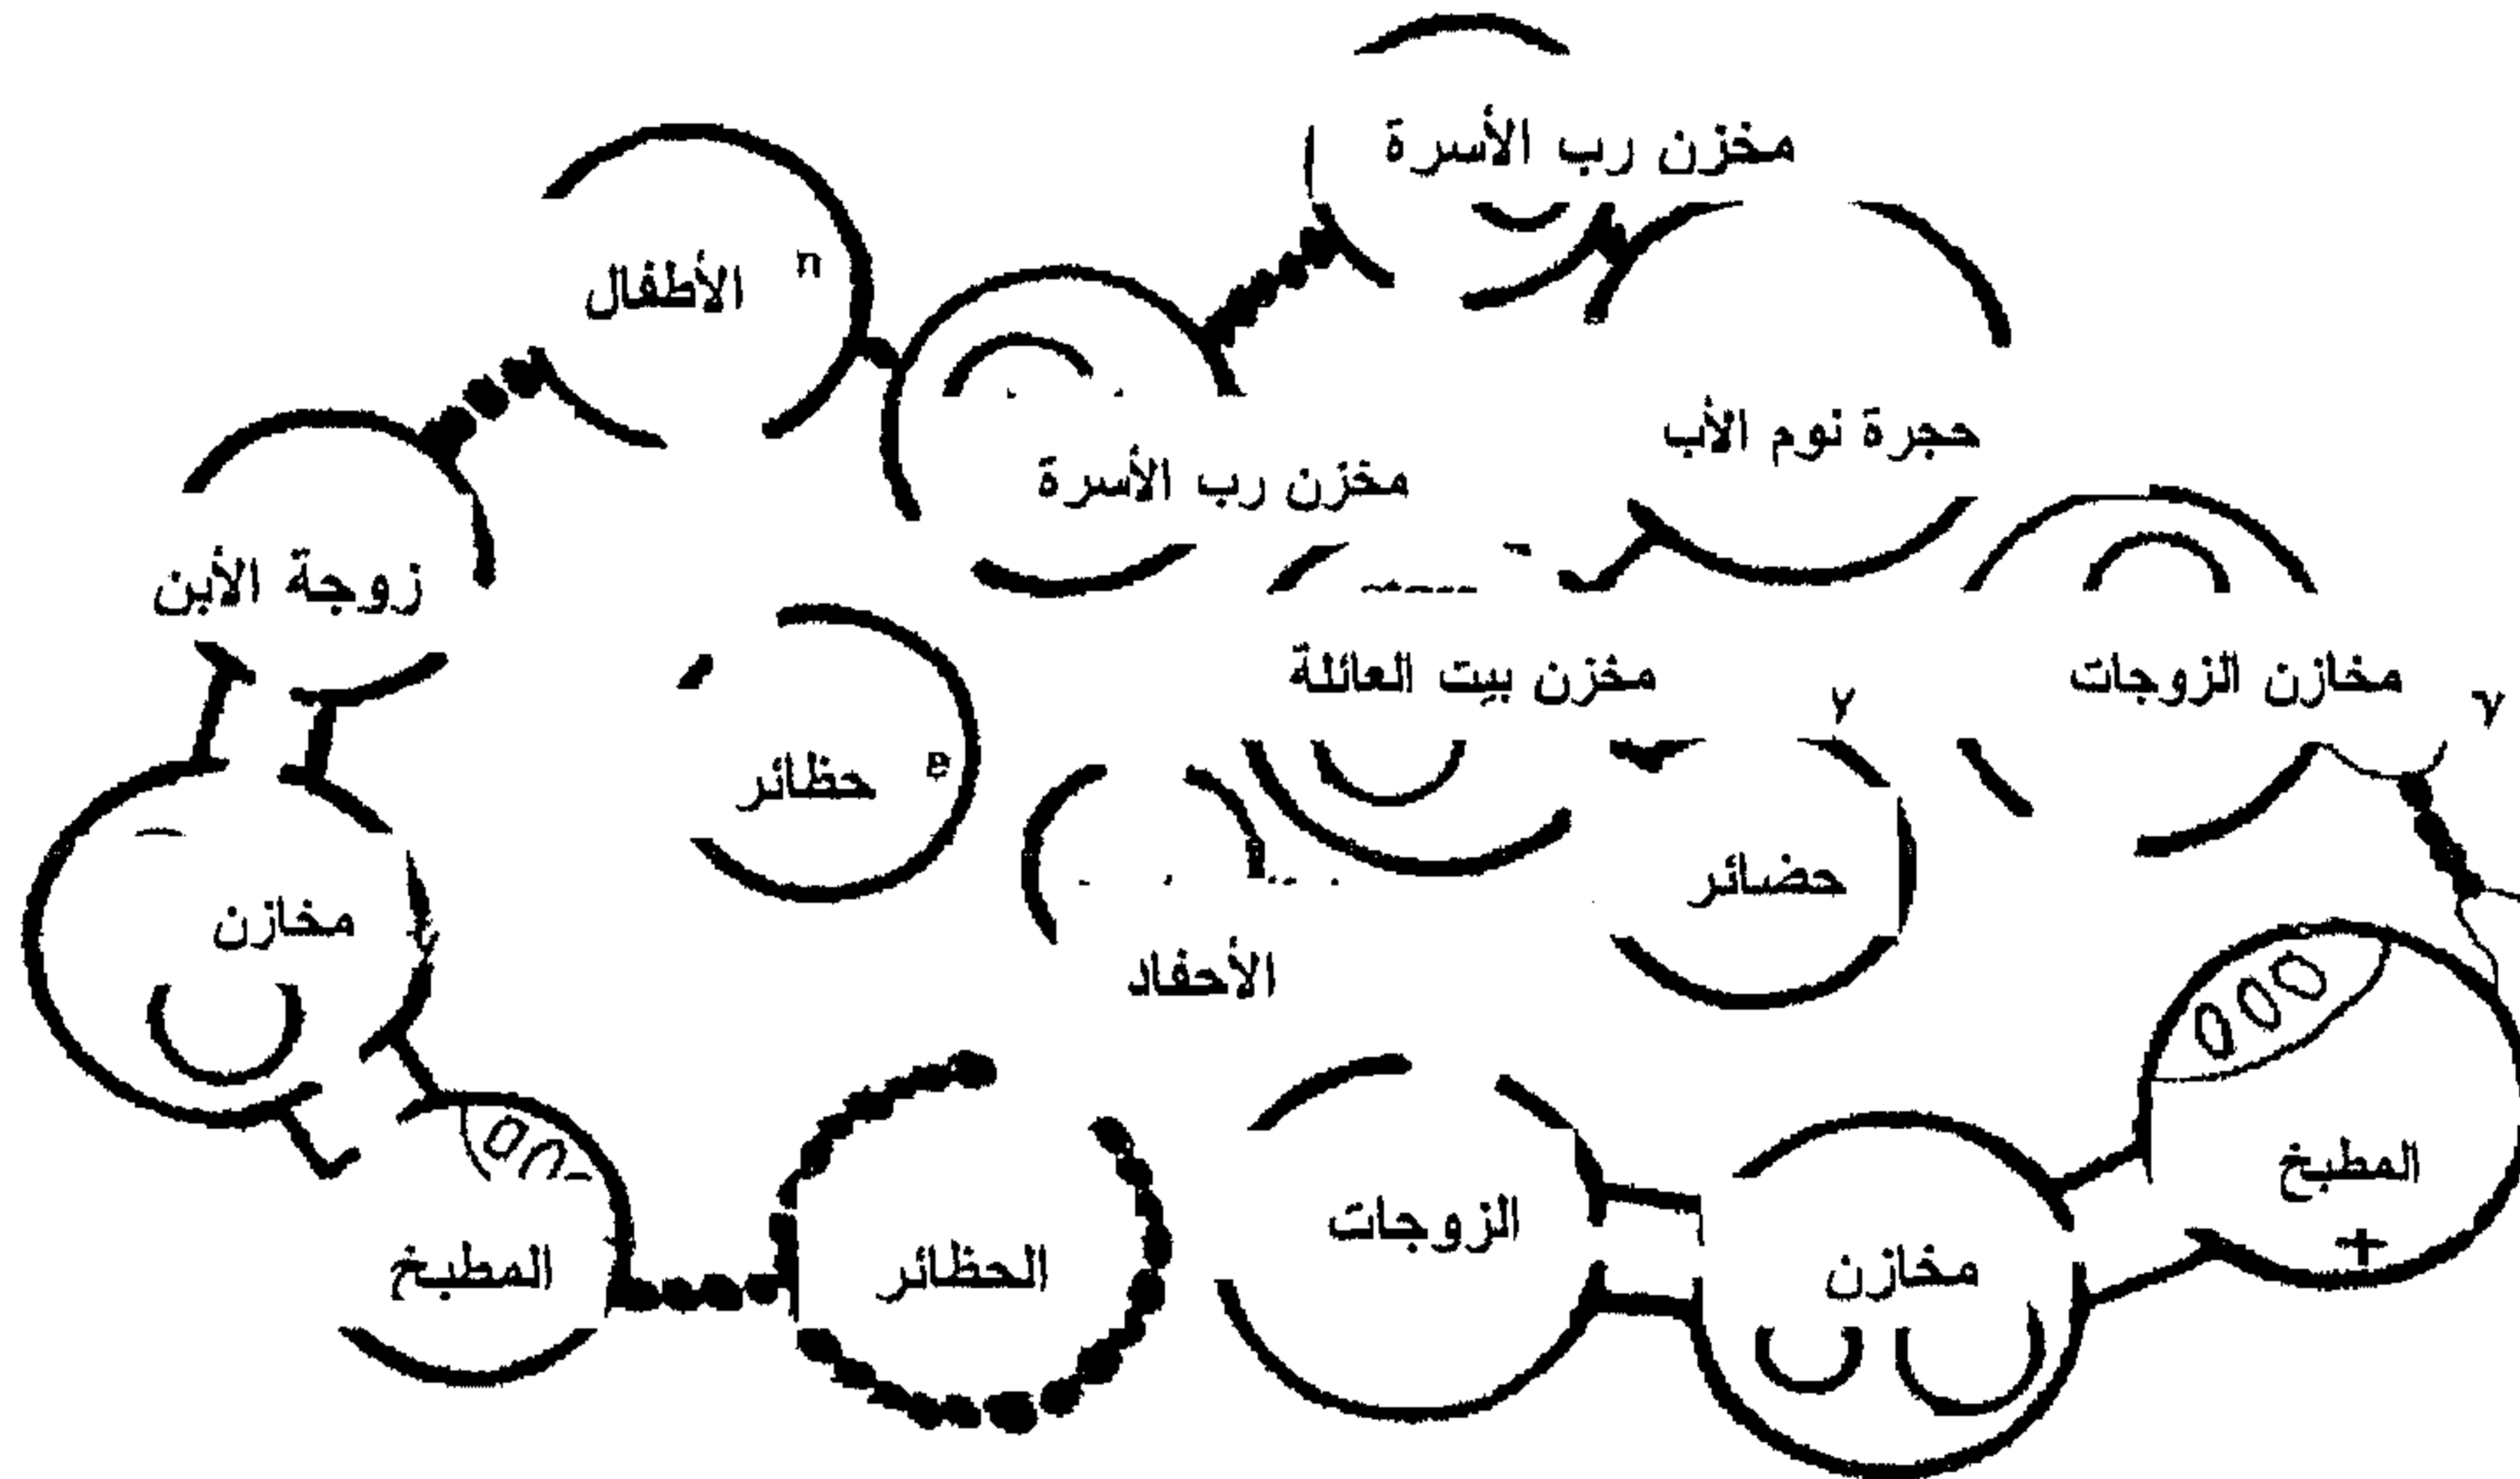 مخزن رب الأسرة
الأطفال
n
حجرة نوم الأب
مخزن رب الأسرة
زوجة الأبن
مخزن بيت العائلة
مخازن الزوجات
حظائر
e
حضائر
مخازن
الأحفاد
المطبخ
الزوجات
الحظائر
المطبخ
مخازن